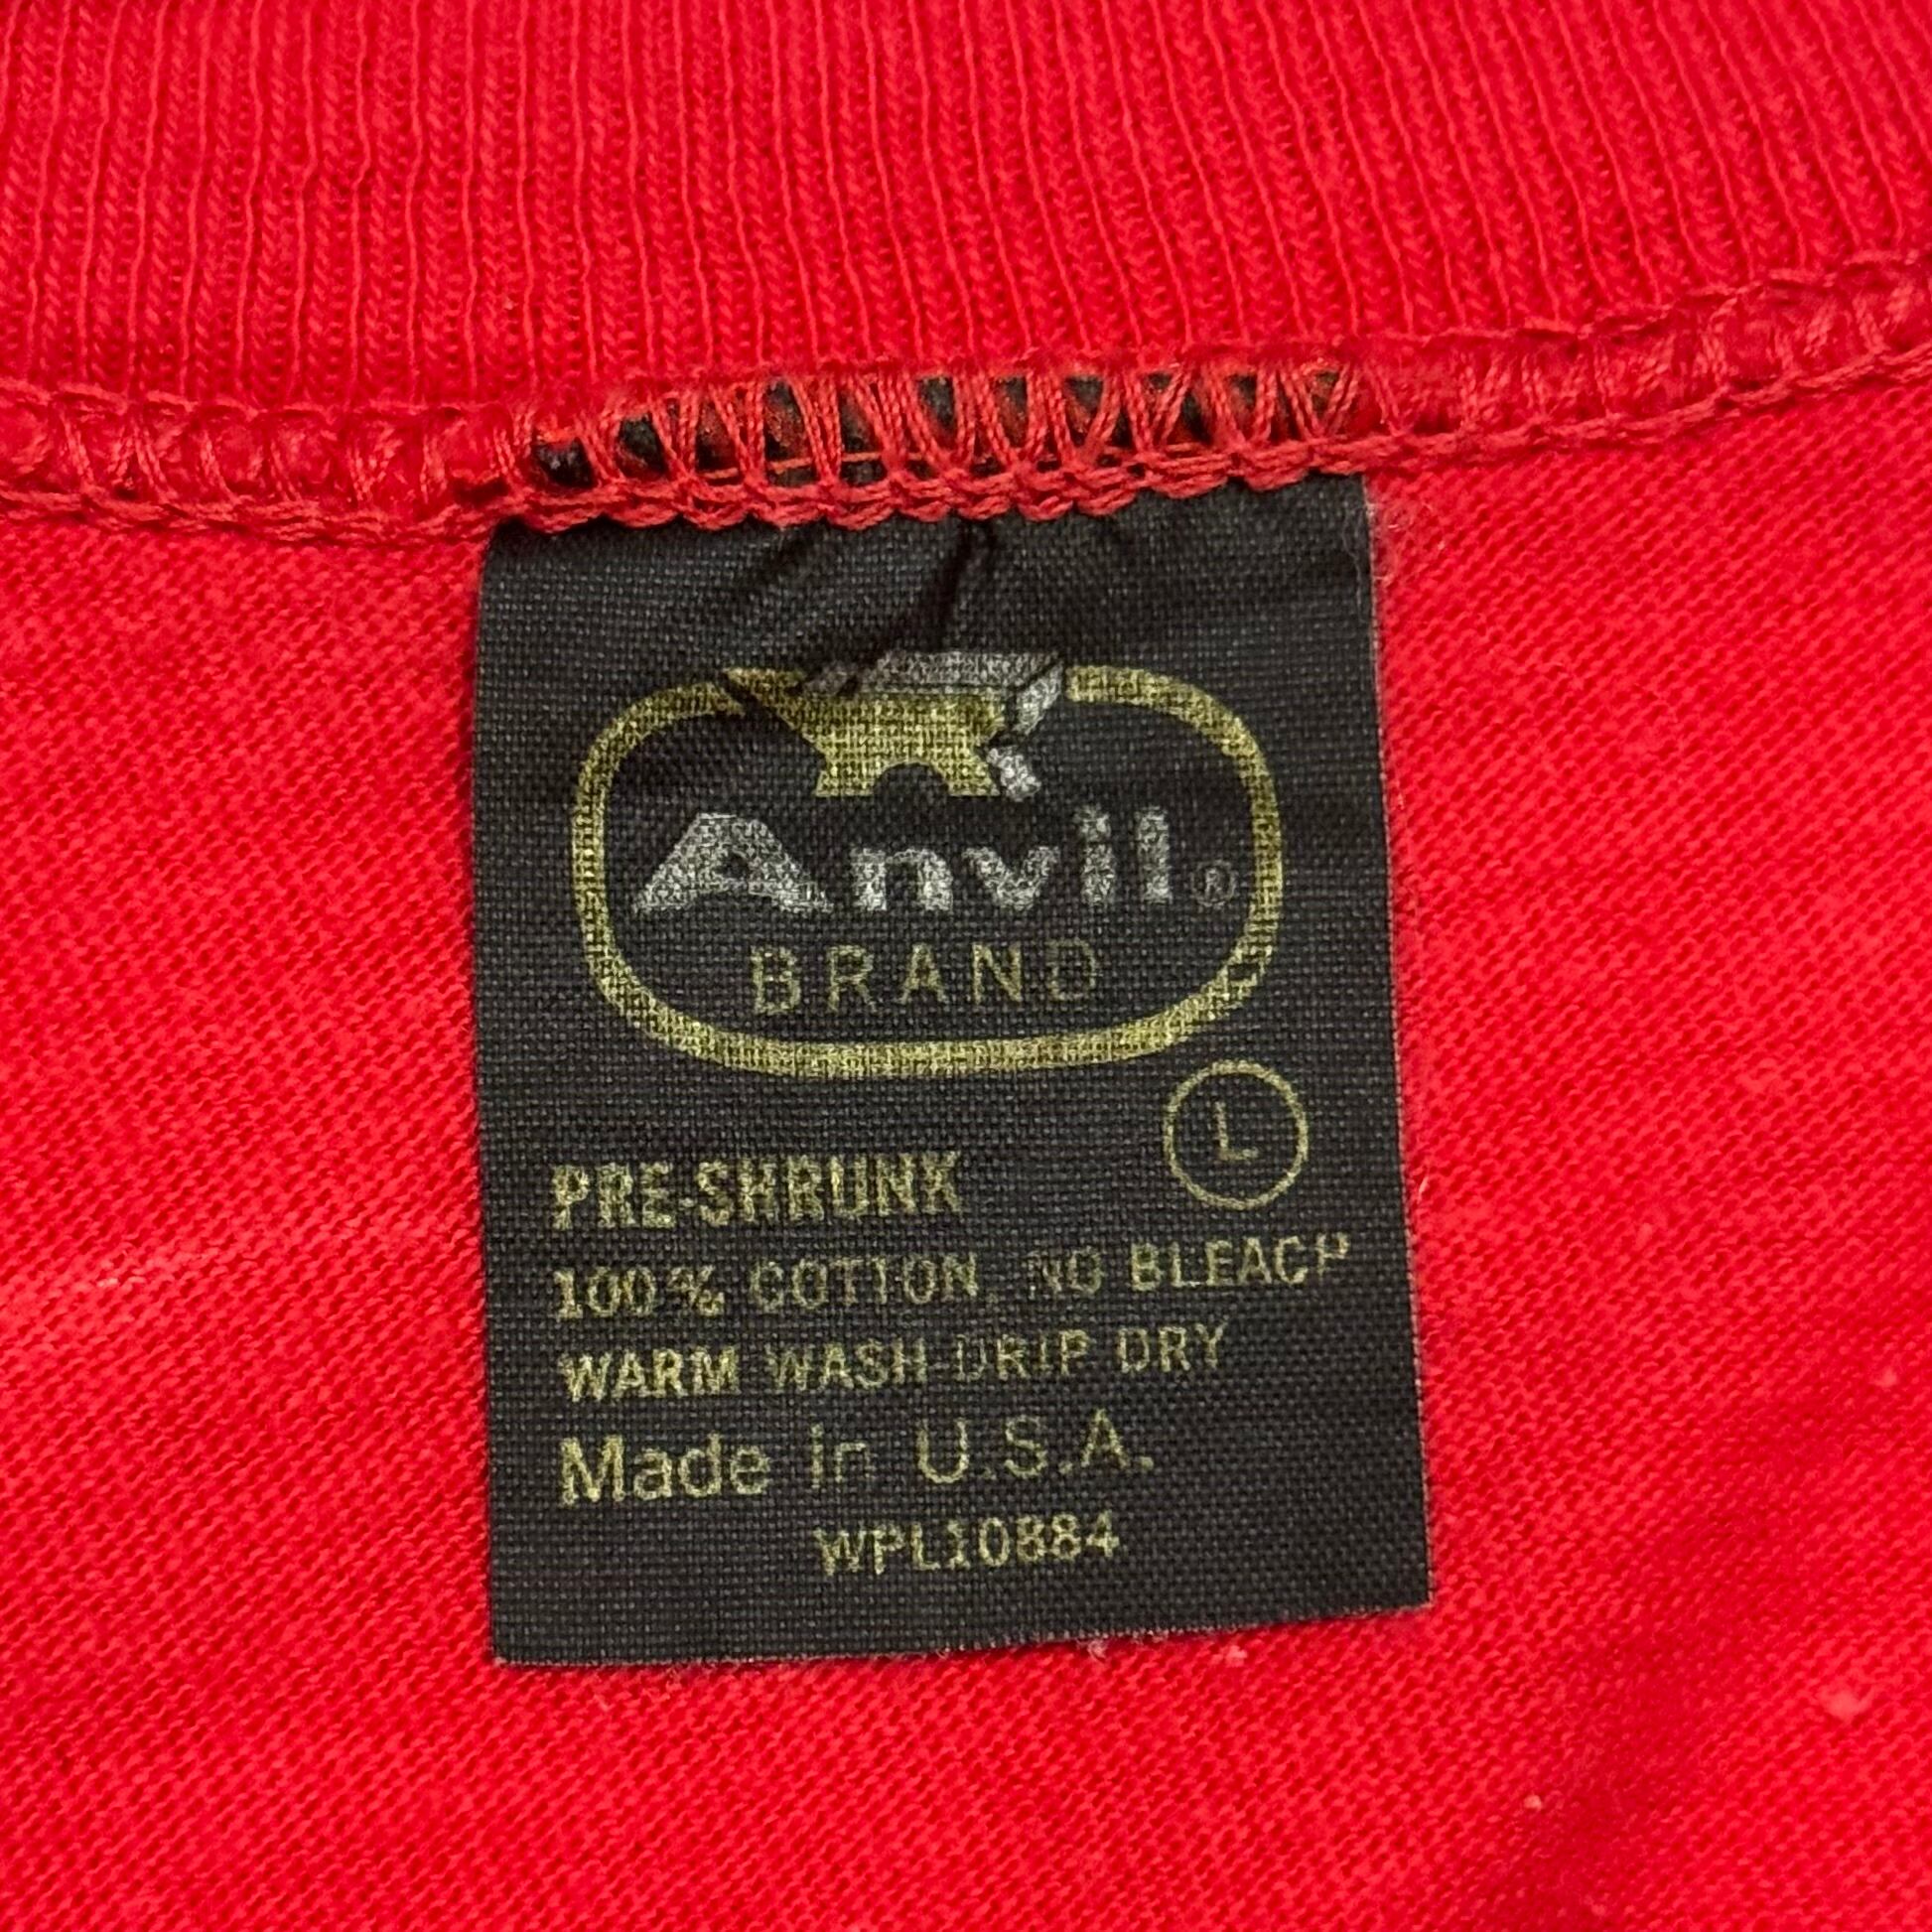 Anvil®
BRAND
L
PRE-SHRUNK
100% COTTON, NO BLEACH
WARM WASH-DRIP DRY
Made in U.S.A.
WPL10884